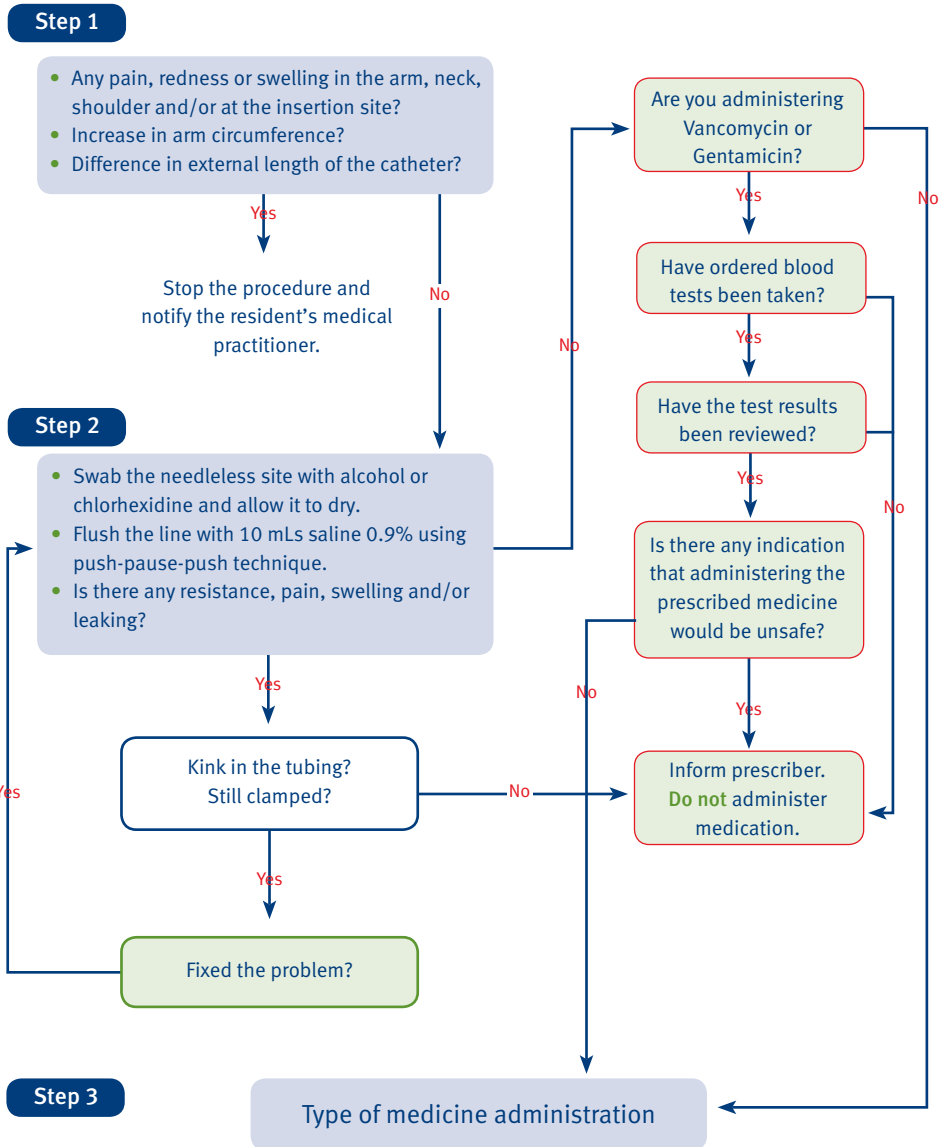 Step 1
• Any pain, redness or swelling in the arm, neck,
shoulder and/or at the insertion site?
• Increase in arm circumference?
• Difference in external length of the catheter?
Yes
No
Stop the procedure and
notify the resident's medical
practitioner.
Step 2
• Swab the needleless site with alcohol or
chlorhexidine and allow it to dry.
• Flush the line with 10 mLs saline 0.9% using
push-pause-push technique.
• Is there any resistance, pain, swelling and/or
leaking?
Yes
No
Kink in the tubing?
Still clamped?
No
Yes
Fixed the problem?
Yes
Are you administering
Vancomycin or
Gentamicin?
Yes
No
Have ordered blood
tests been taken?
Yes
Have the test results
been reviewed?
Yes
No
Is there any indication
that administering the
prescribed medicine
would be unsafe?
No
Yes
Inform prescriber.
Do not administer
medication.
Step 3
Type of medicine administration